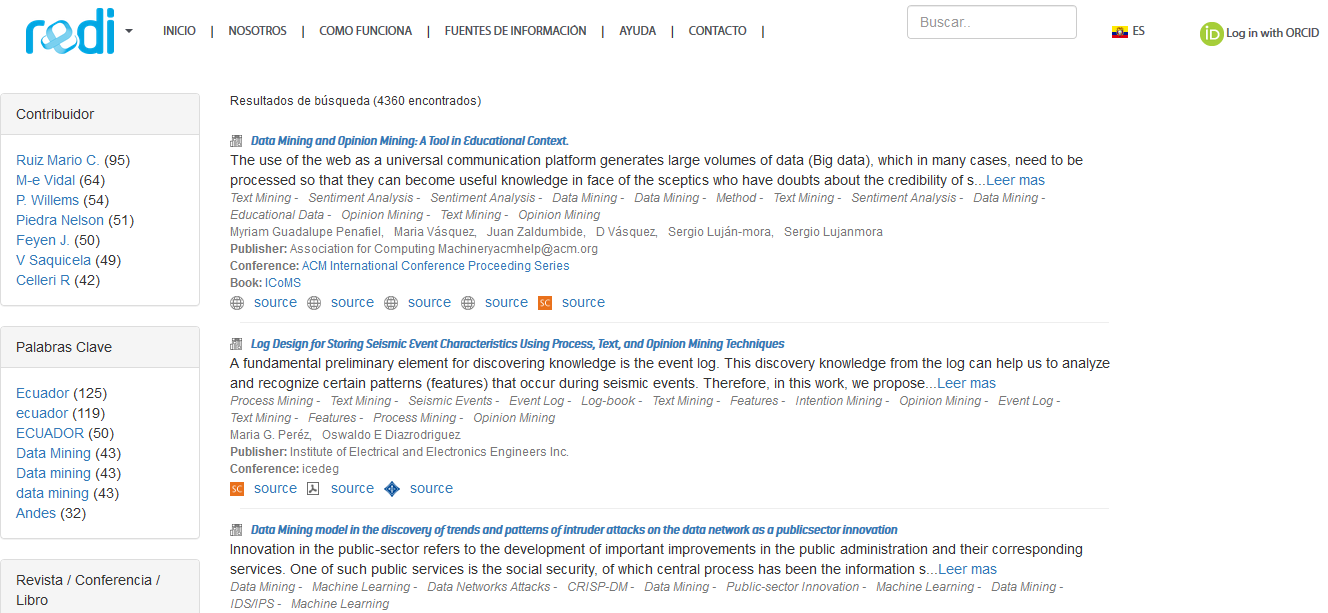 redi
INICIO | NOSOTROS | COMO FUNCIONA | FUENTES DE INFORMACIÓN | AYUDA | CONTACTO |
Buscar..
ES
iD Log in with ORCID
Contribuidor
Ruiz Mario C. (95)
M-e Vidal (64)
P. Willems (54)
Piedra Nelson (51)
Feyen J. (50)
V Saquicela (49)
Celleri R (42)
Palabras Clave
Ecuador (125)
ecuador (119)
ECUADOR (50)
Data Mining (43)
Data mining (43)
data mining (43)
Andes (32)
Revista / Conferencia /
Libro
Resultados de búsqueda (4360 encontrados)
Data Mining and Opinion Mining: A Tool in Educational Context.
The use of the web as a universal communication platform generates large volumes of data (Big data), which in many cases, need to be
processed so that they can become useful knowledge in face of the sceptics who have doubts about the credibility of s...Leer mas
Text Mining - Sentiment Analysis - Sentiment Analysis - Data Mining - Data Mining - Method - Text Mining - Sentiment Analysis - Data Mining -
Educational Data - Opinion Mining - Text Mining - Opinion Mining
Myriam Guadalupe Penafiel, Maria Vásquez, Juan Zaldumbide, D Vásquez, Sergio Luján-mora, Sergio Lujanmora
Publisher: Association for Computing Machineryacmhelp@acm.org
Conference: ACM International Conference Proceeding Series
Book: ICoMS
source source source source SC source
Log Design for Storing Seismic Event Characteristics Using Process, Text, and Opinion Mining Techniques
A fundamental preliminary element for discovering knowledge is the event log. This discovery knowledge from the log can help us to analyze
and recognize certain patterns (features) that occur during seismic events. Therefore, in this work, we propose...Leer mas
Process Mining - Text Mining - Seismic Events - Event Log - Log-book - Text Mining - Features - Intention Mining - Opinion Mining - Event Log -
Text Mining - Features - Process Mining - Opinion Mining
Maria G. Peréz, Oswaldo E Diazrodriguez
Publisher: Institute of Electrical and Electronics Engineers Inc.
Conference: icedeg
SC source source source
Data Mining model in the discovery of trends and patterns of intruder attacks on the data network as a publicsector innovation
Innovation in the public-sector refers to the development of important improvements in the public administration and their corresponding
services. One of such public services is the social security, of which central process has been the information s...Leer mas
Data Mining - Machine Learning - Data Networks Attacks - CRISP-DM - Data Mining - Public-sector Innovation - Machine Learning - Data Mining -
IDS/IPS - Machine Learning